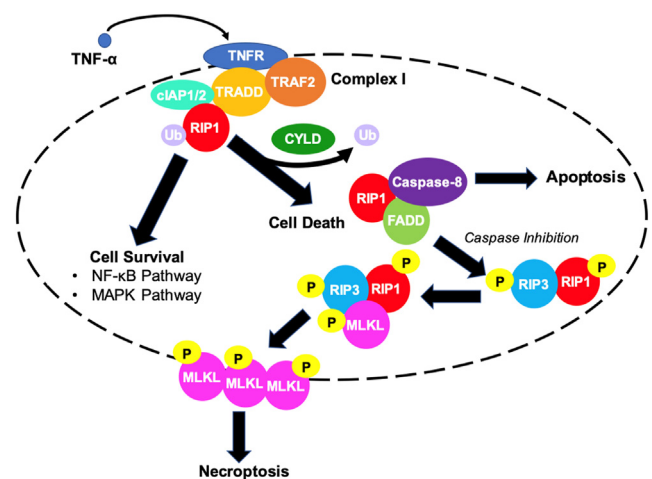 TNF-α
TNFR
TRAF2
Complex I
cIAP1/2
TRADD
Ub
RIP1
CYLD
Ub
Cell Death
RIP1
Caspase-8
FADD
Apoptosis
Cell Survival
• NF-κB Pathway
• MAPK Pathway
Caspase Inhibition
P
RIP3
RIP1
P
P
RIP3
RIP1
P
P
MLKL
P
MLKL
P
MLKL
P
MLKL
Necroptosis